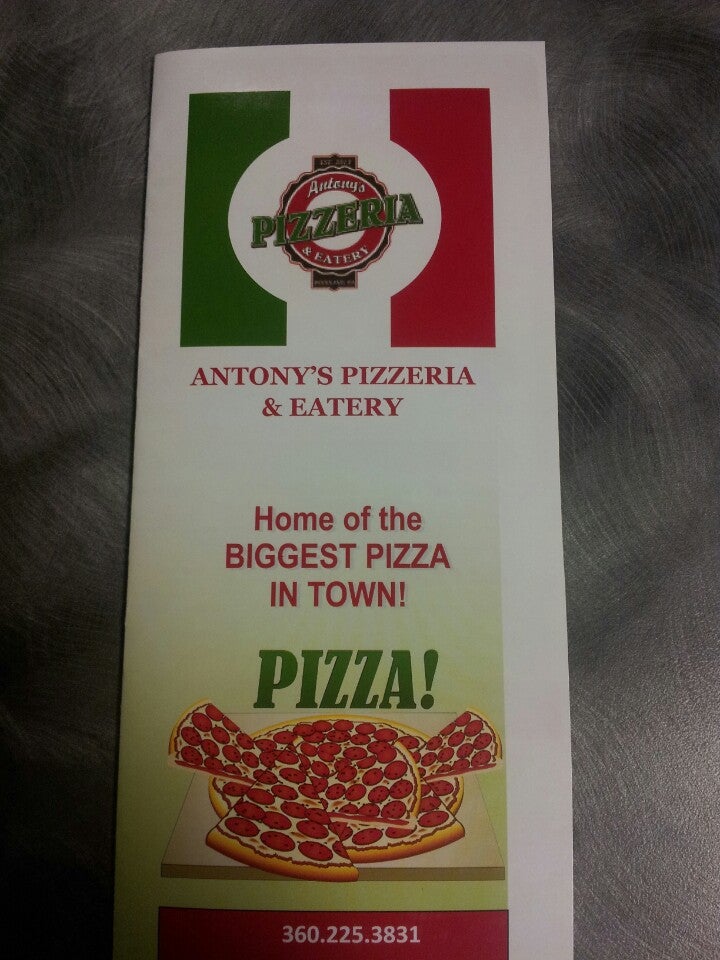 Antony's
PIZZERIA
& EATERY
ANTONY'S PIZZERIA
& EATERY
Home of the
BIGGEST PIZZA
IN TOWN!
PIZZA!
360.225.3831